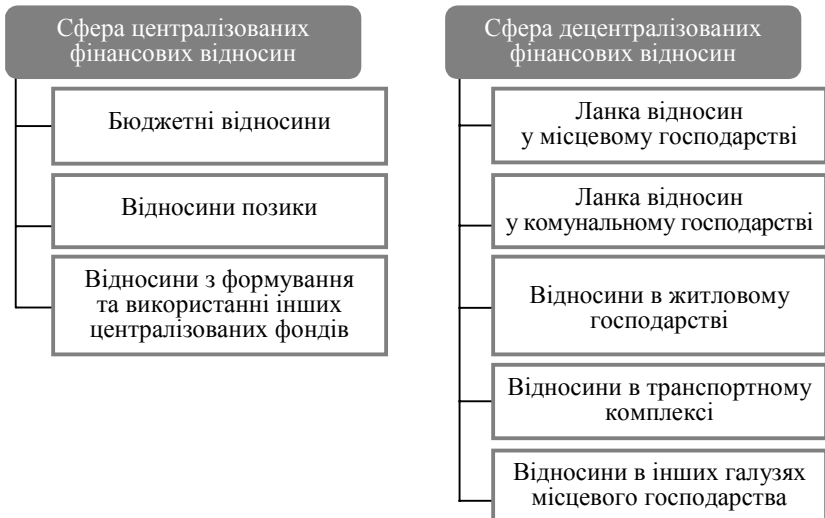 Сфера централізованих
фінансових відносин
Бюджетні відносини
Відносини позики
Відносини з формування
та використанні інших
централізованих фондів
Сфера децентралізованих
фінансових відносин
Ланка відносин
у місцевому господарстві
Ланка відносин
у комунальному господарстві
Відносини в житловому
господарстві
Відносини в транспортному
комплексі
Відносини в інших галузях
місцевого господарства